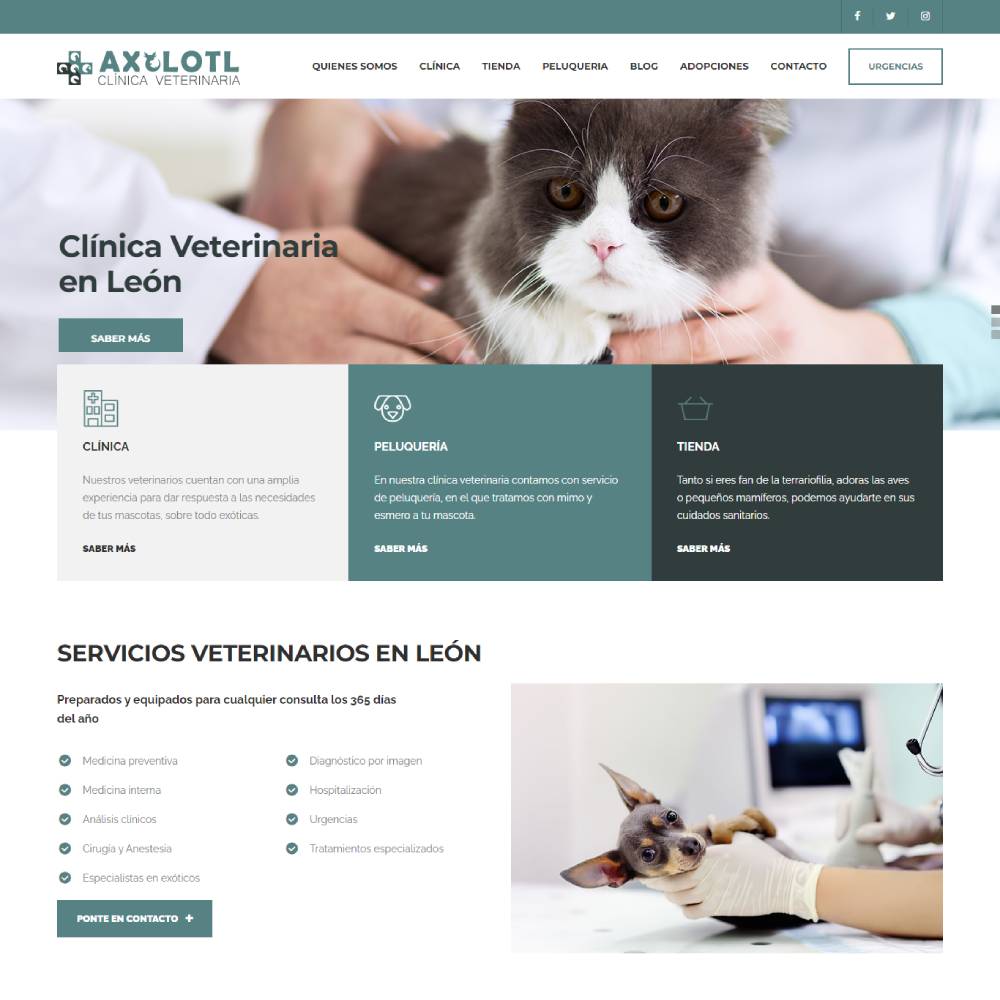 AXOLOTL
CLÍNICA VETERINARIA
QUIENES SOMOS CLÍNICA TIENDA PELUQUERIA BLOG ADOPCIONES CONTACTO URGENCIAS
Clínica Veterinaria
en León
SABER MÁS
CLÍNICA
Nuestros veterinarios cuentan con una amplia
experiencia para dar respuesta a las necesidades
de tus mascotas, sobre todo exóticas.
SABER MÁS
PELUQUERÍA
En nuestra clínica veterinaria contamos con servicio
de peluquería, en el que tratamos con mimo y
esmero a tu mascota.
SABER MÁS
TIENDA
Tanto si eres fan de la terrariofilía, adoras las aves
o pequeños mamíferos, podemos ayudarte en sus
cuidados sanitarios.
SABER MÁS
SERVICIOS VETERINARIOS EN LEÓN
Preparados y equipados para cualquier consulta los 365 días
del año
Medicina preventiva
Medicina interna
Análisis clínicos
Cirugía y Anestesia
Especialistas en exóticos
Diagnóstico por imagen
Hospitalización
Urgencias
Tratamientos especializados
PONTE EN CONTACTO +